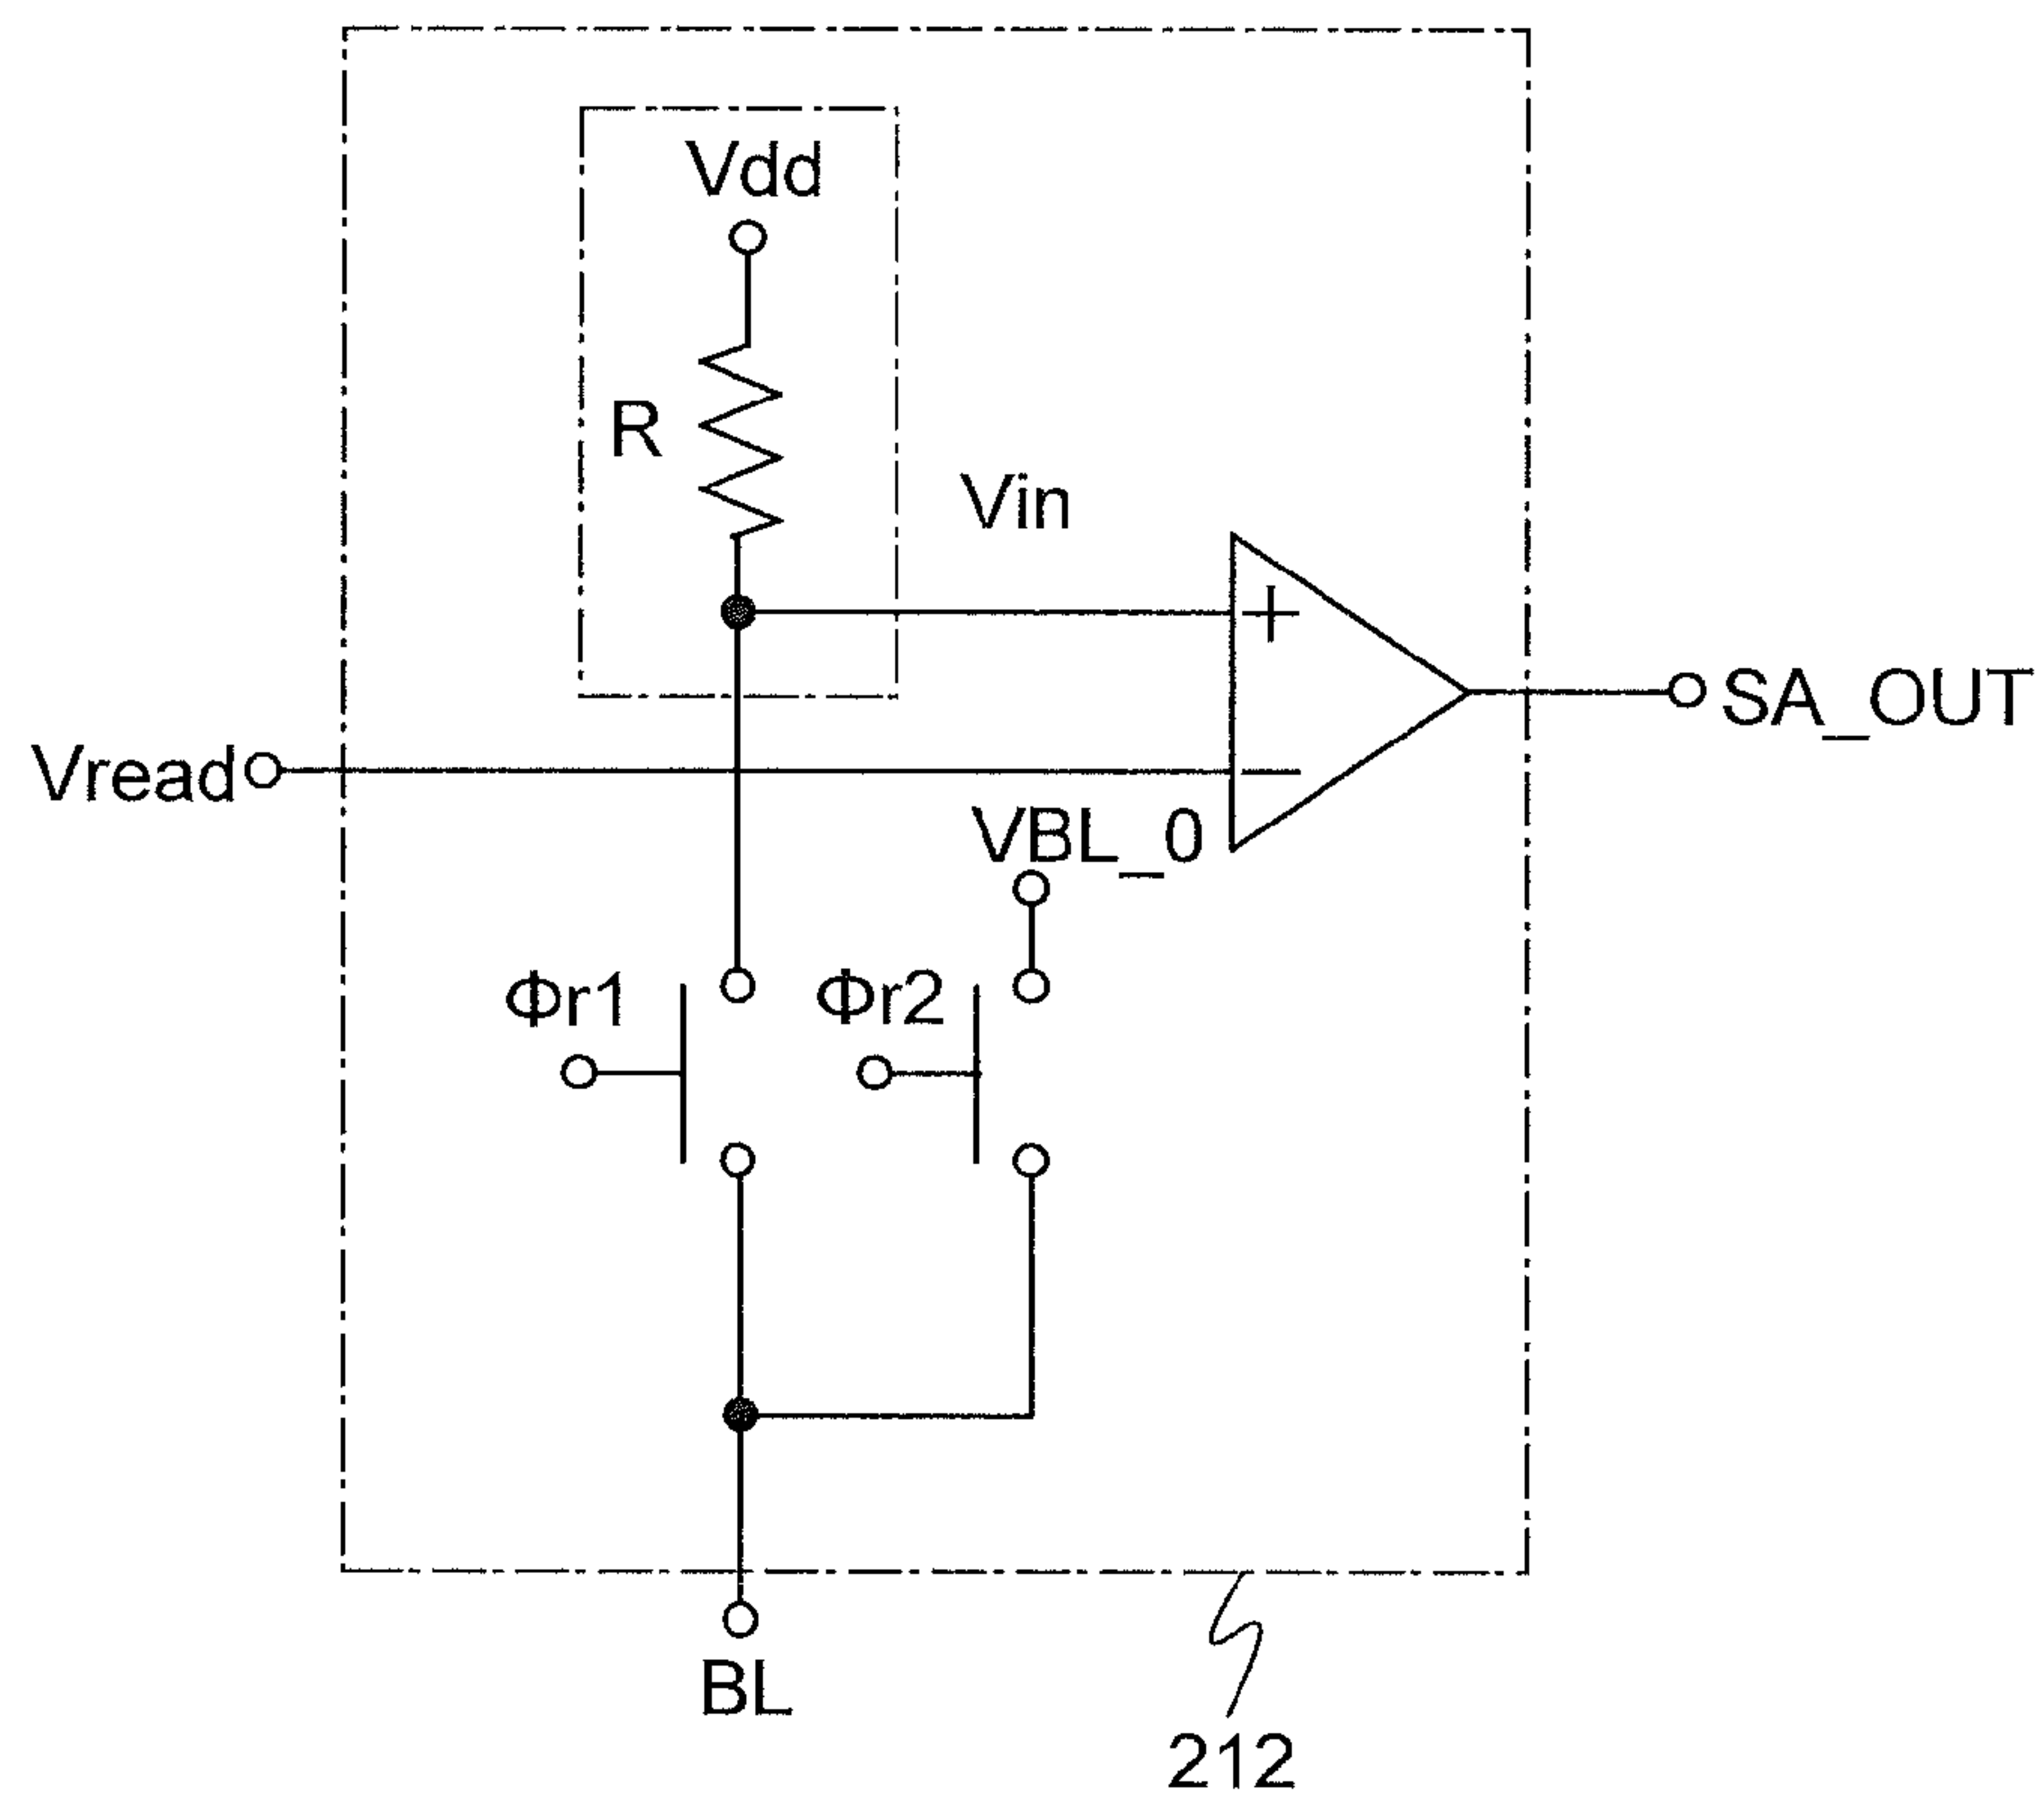 Vdd
R
Vin
+
SA_OUT
Vread
−
VBL_0
Φr1
Φr2
BL
212